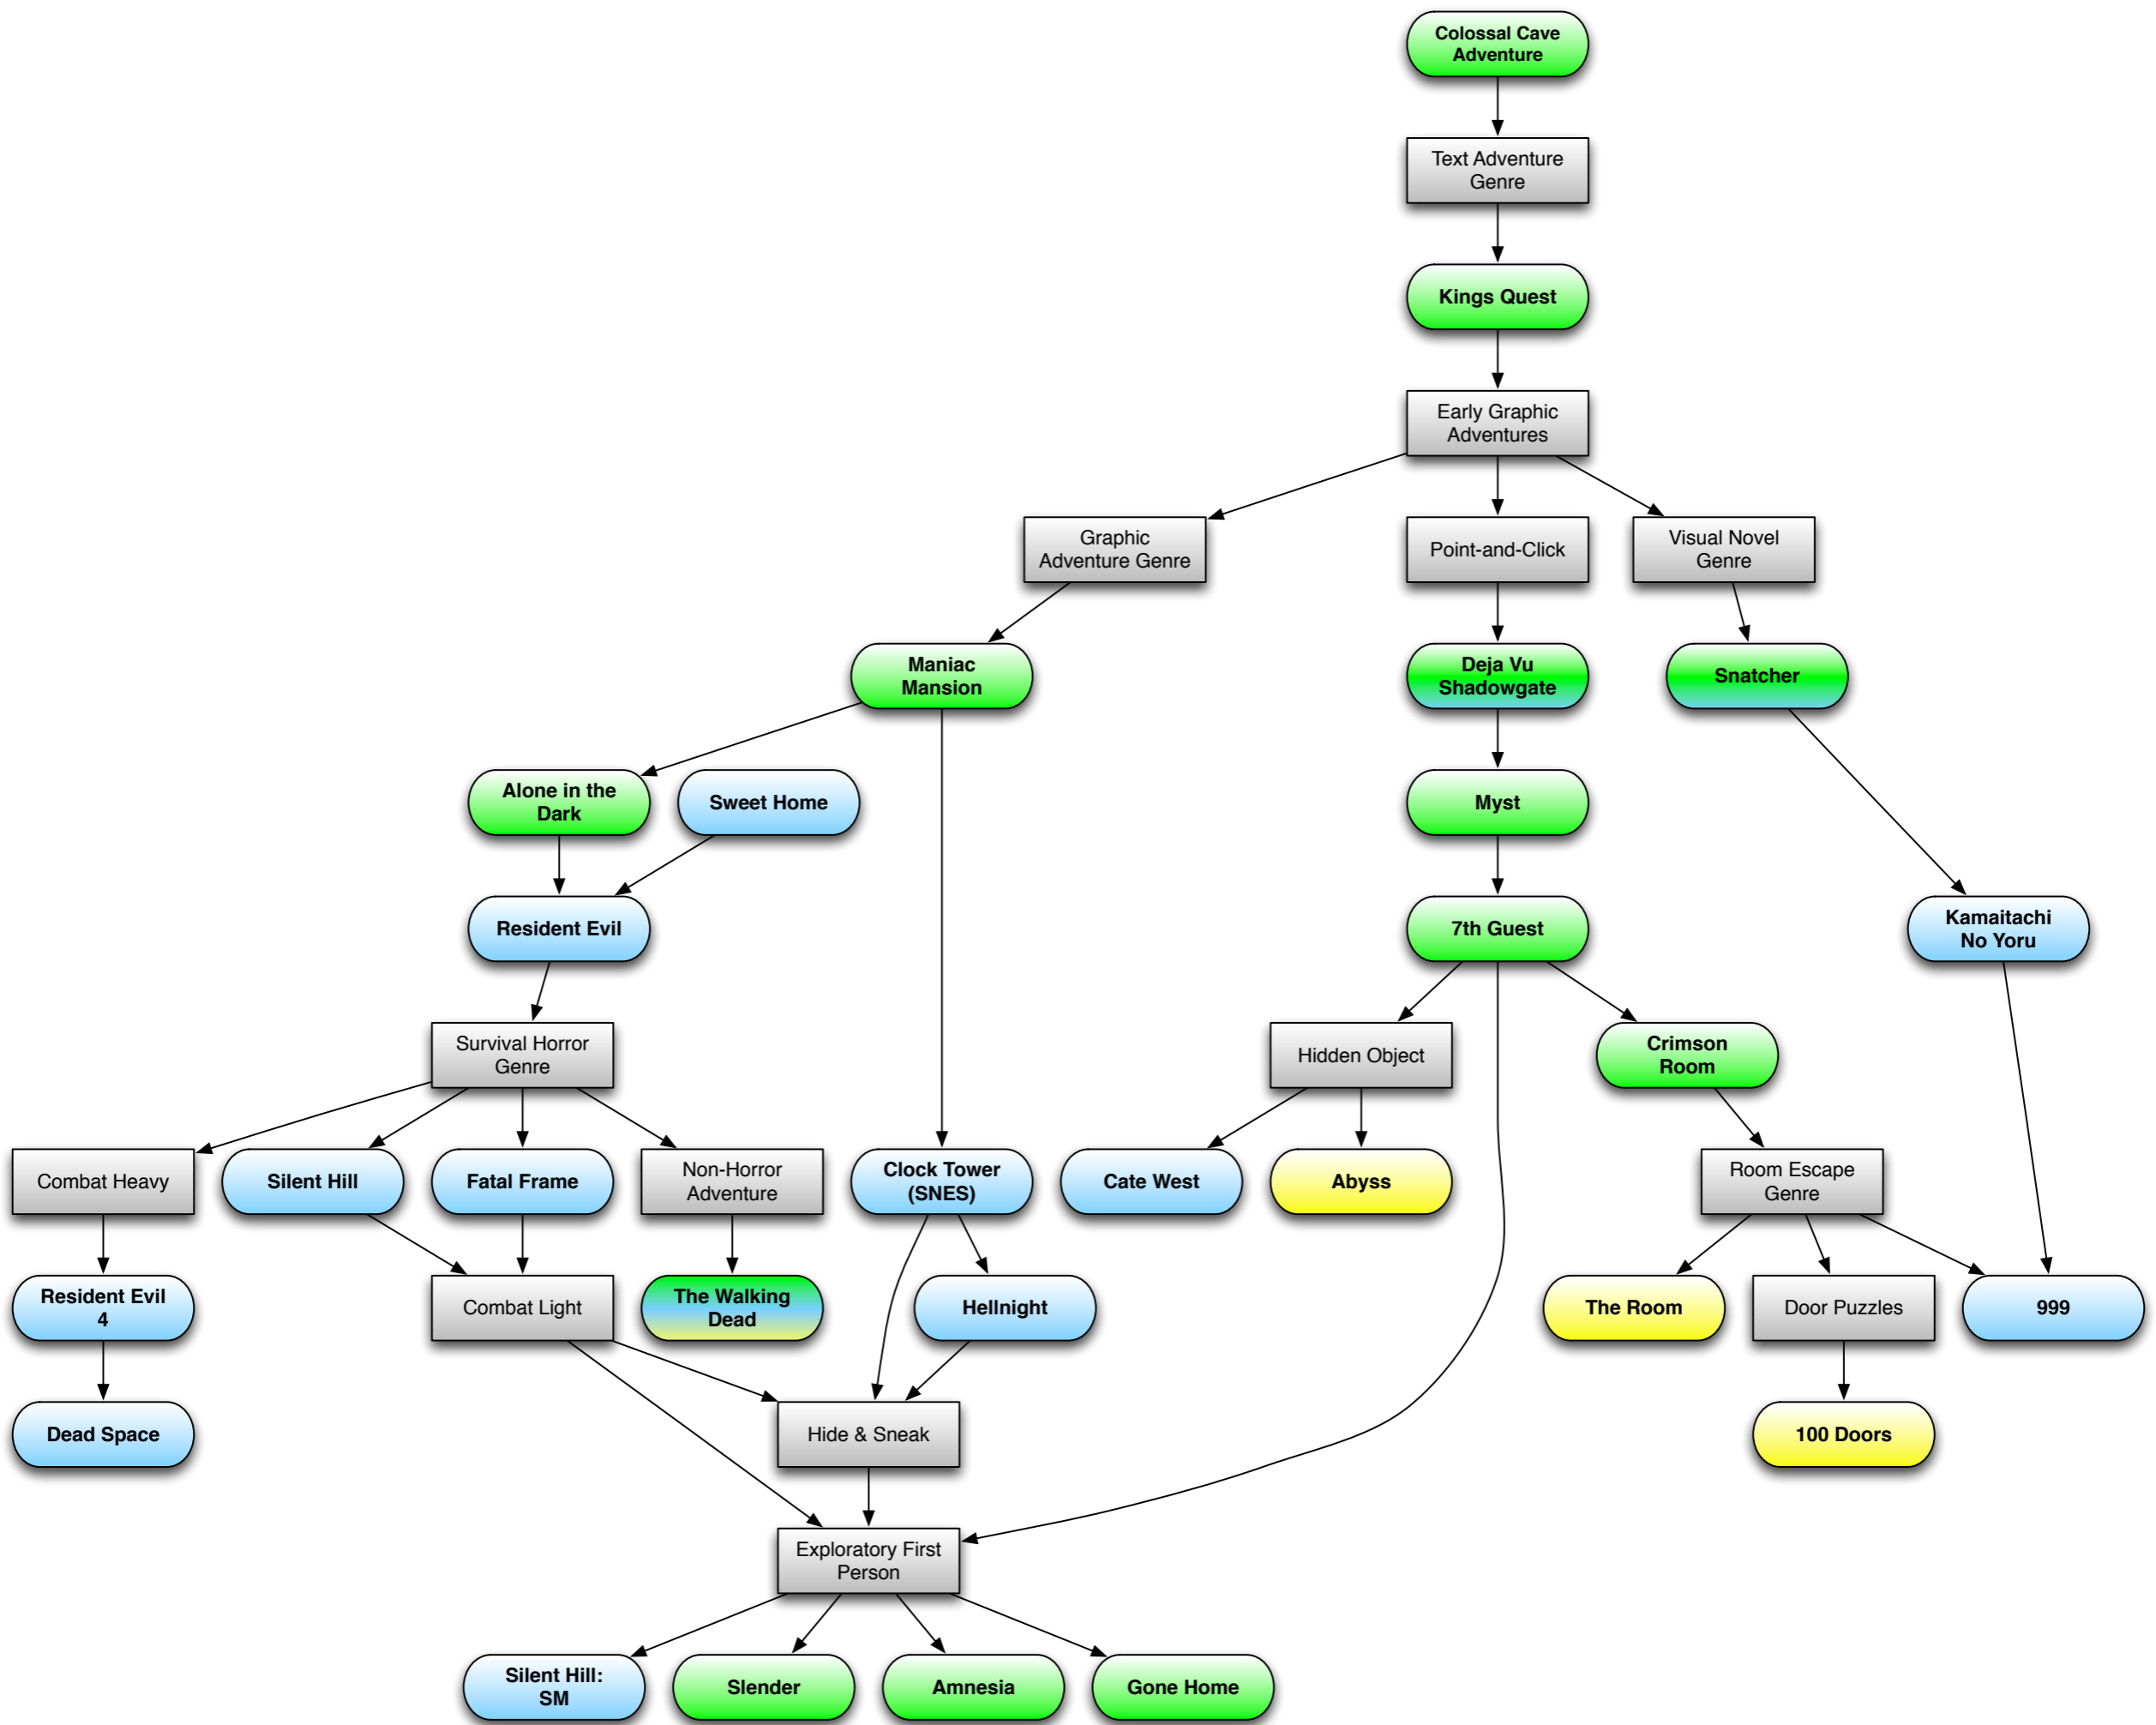 Colossal Cave
Adventure
Text Adventure
Genre
Kings Quest
Early Graphic
Adventures
Graphic
Adventure Genre
Point-and-Click
Visual Novel
Genre
Maniac
Mansion
Deja Vu
Shadowgate
Snatcher
Alone in the
Dark
Sweet Home
Myst
Resident Evil
7th Guest
Kamaitachi
No Yoru
Survival Horror
Genre
Hidden Object
Crimson
Room
Combat Heavy
Silent Hill
Fatal Frame
Non-Horror
Adventure
Clock Tower
(SNES)
Cate West
Abyss
Room Escape
Genre
Resident Evil
4
Combat Light
The Walking
Dead
Hellnight
The Room
Door Puzzles
999
Dead Space
Hide & Sneak
100 Doors
Exploratory First
Person
Silent Hill:
SM
Slender
Amnesia
Gone Home